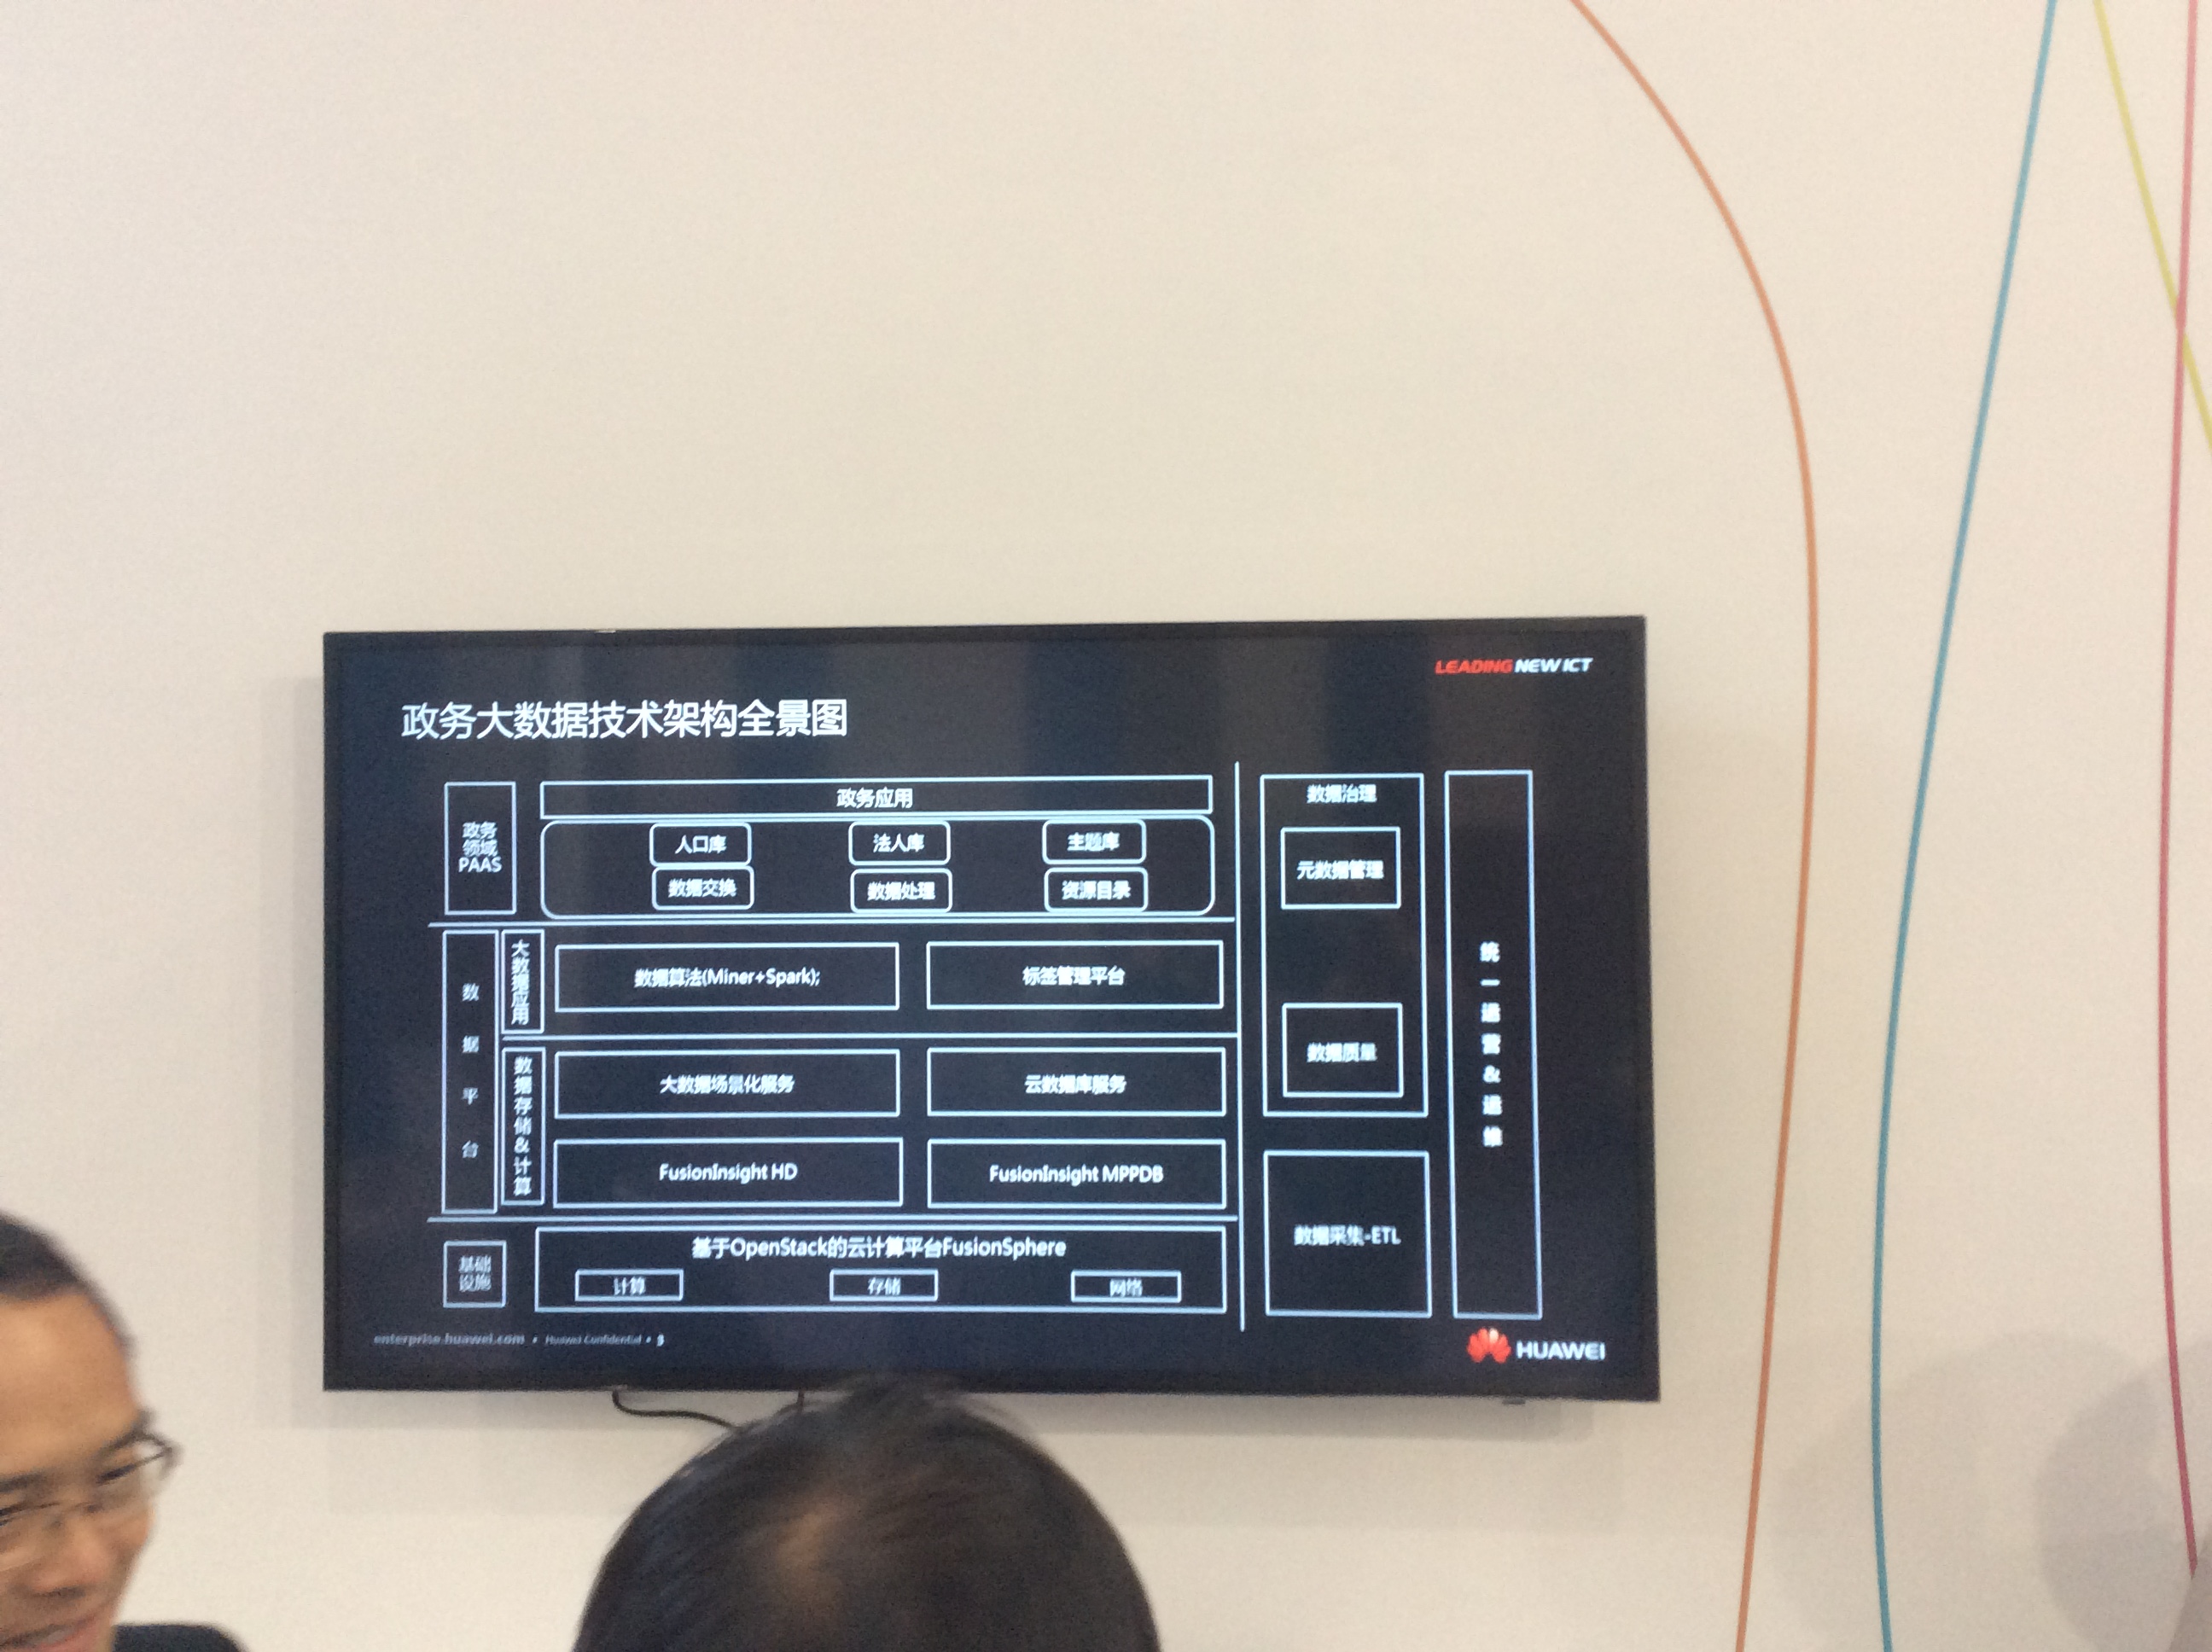 LEADING NEW ICT
政务大数据技术架构全景图
政务
领域
PAAS
政务应用
人口库
法人库
主题库
数据交换
数据处理
资源目录
数据平台
大数据应用
数据算法(Miner+Spark);
标签管理平台
数据存储&计算
大数据场景化服务
云数据库服务
FusionInsight HD
FusionInsight MPPDB
基础
设施
基于OpenStack的云计算平台FusionSphere
计算
存储
网络
数据治理
元数据管理
数据质量
数据采集-ETL
统一运营&运维
enterprise.huawei.com • Huawei Confidential • 9
HUAWEI